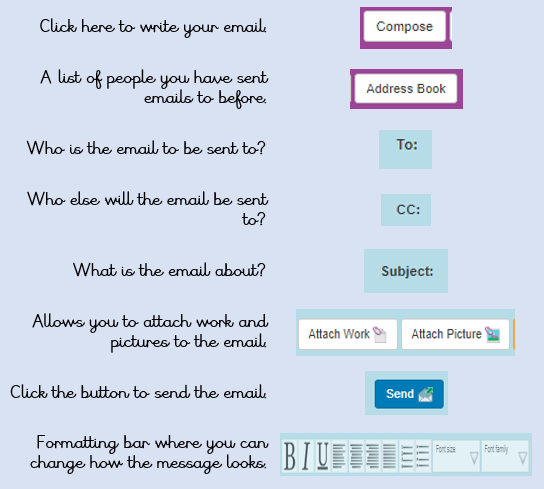 Click here to write your email.
Compose
A list of people you have sent
emails to before.
Address Book
Who is the email to be sent to?
To:
Who else will the email be sent
to?
CC:
What is the email about?
Subject:
Allows you to attach work and
pictures to the email.
Attach Work
Attach Picture
Click the button to send the email.
Send
Formatting bar where you can
change how the message looks.
B I U
Font size
Font family